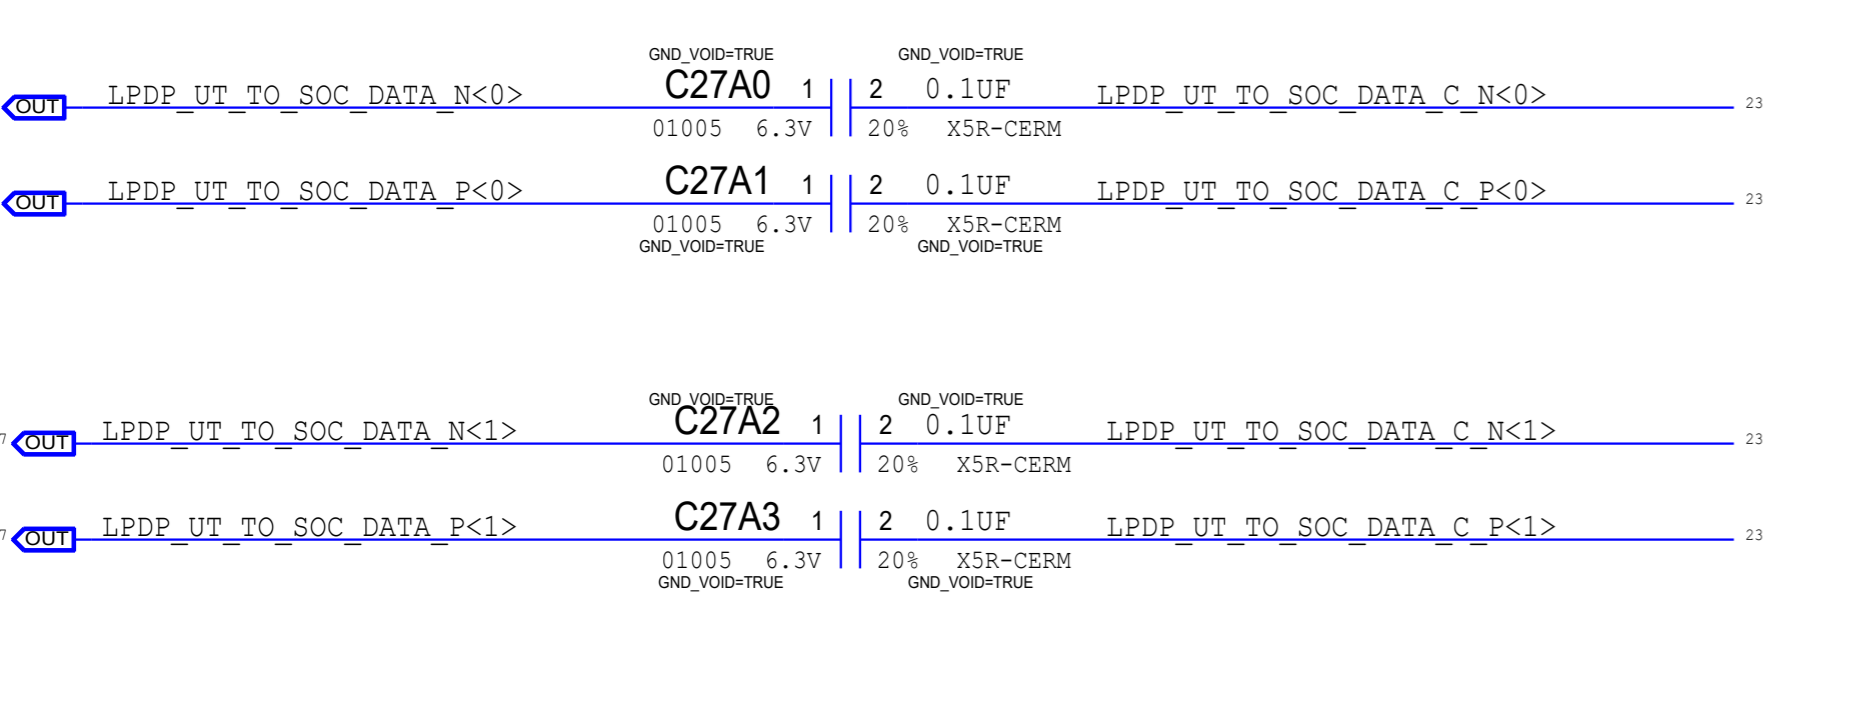 GND_VOID=TRUE GND_VOID=TRUE
OUT LPDP_UT_TO_SOC_DATA_N<0> C27A0 1 2 0.1UF LPDP_UT_TO_SOC_DATA_C_N<0> 23
01005 6.3V 20% X5R-CERM
OUT LPDP_UT_TO_SOC_DATA_P<0> C27A1 1 2 0.1UF LPDP_UT_TO_SOC_DATA_C_P<0> 23
01005 6.3V 20% X5R-CERM
GND_VOID=TRUE GND_VOID=TRUE
GND_VOID=TRUE GND_VOID=TRUE
7 OUT LPDP_UT_TO_SOC_DATA_N<1> C27A2 1 2 0.1UF LPDP_UT_TO_SOC_DATA_C_N<1> 23
01005 6.3V 20% X5R-CERM
7 OUT LPDP_UT_TO_SOC_DATA_P<1> C27A3 1 2 0.1UF LPDP_UT_TO_SOC_DATA_C_P<1> 23
01005 6.3V 20% X5R-CERM
GND_VOID=TRUE GND_VOID=TRUE